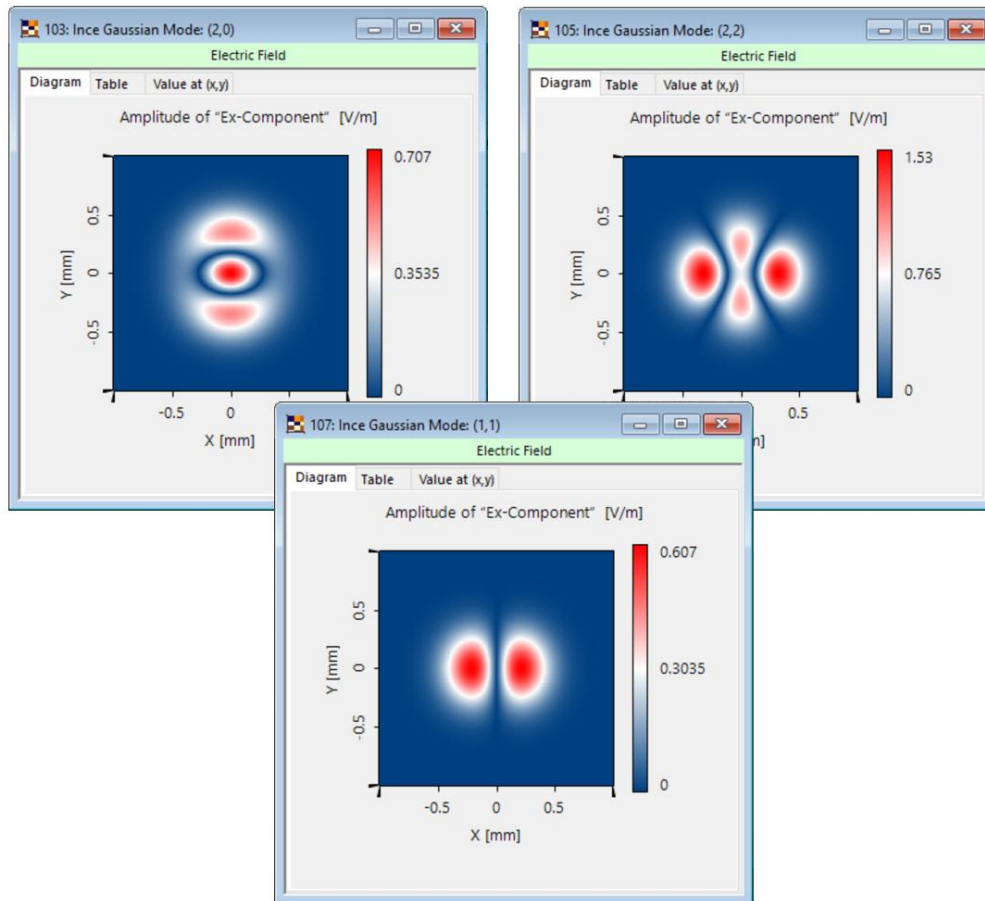 103: Ince Gaussian Mode: (2,0)
Electric Field
Diagram Table Value at (x,y)
Amplitude of "Ex-Component" [V/m]
0.707
0.3535
0
Y [mm]
0.5
0
-0.5
-0.5 0
X [mm]
105: Ince Gaussian Mode: (2,2)
Electric Field
Diagram Table Value at (x,y)
Amplitude of "Ex-Component" [V/m]
1.53
0.765
0
Y [mm]
0.5
0
-0.5
0.5
m]
107: Ince Gaussian Mode: (1,1)
Electric Field
Diagram Table Value at (x,y)
Amplitude of "Ex-Component" [V/m]
0.607
0.3035
0
Y [mm]
0.5
0
-0.5
-0.5 0 0.5
X [mm]